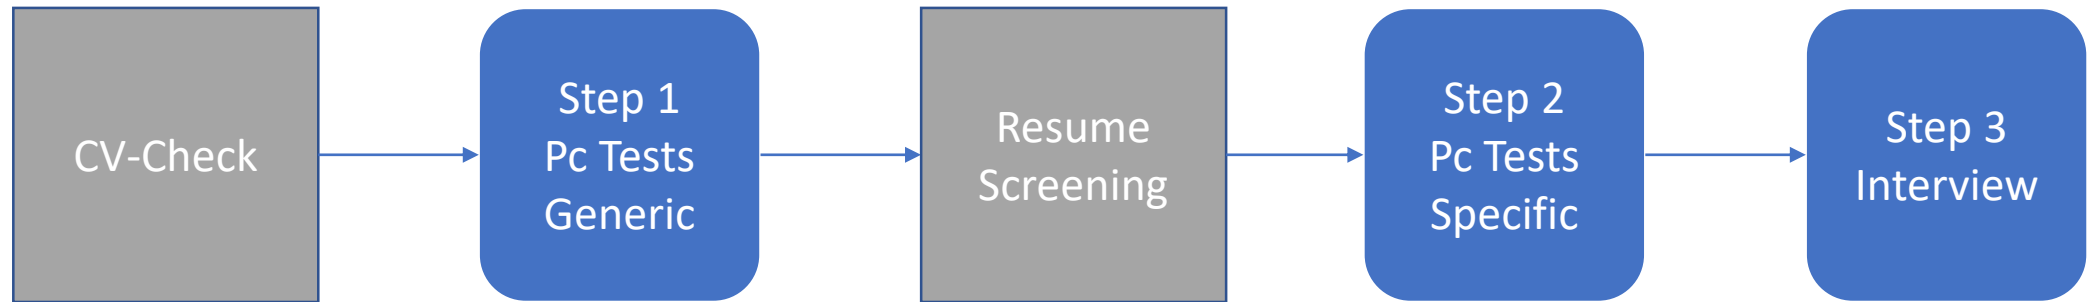 CV-Check
Step 1
Pc Tests
Generic
Resume
Screening
Step 2
Pc Tests
Specific
Step 3
Interview